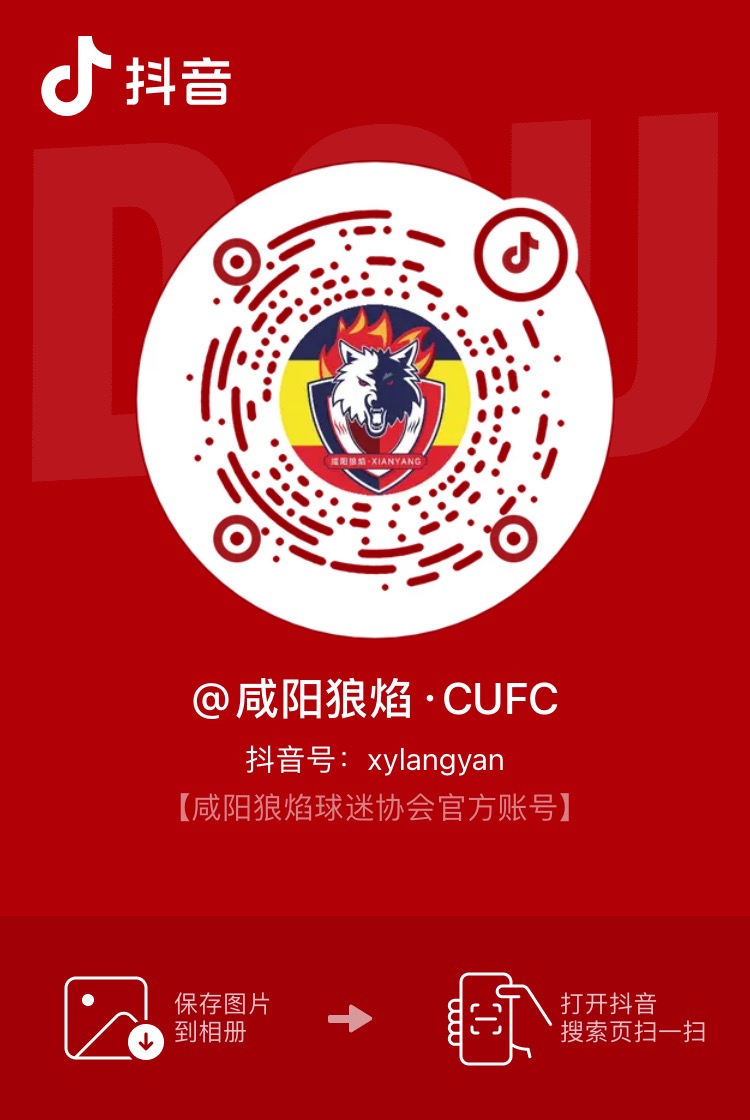 抖音
DOU
咸阳狼焰·XIANYANG
@咸阳狼焰·CUFC
抖音号：xylangyan
【咸阳狼焰球迷协会官方账号】
保存图片
到相册
打开抖音
搜索页扫一扫